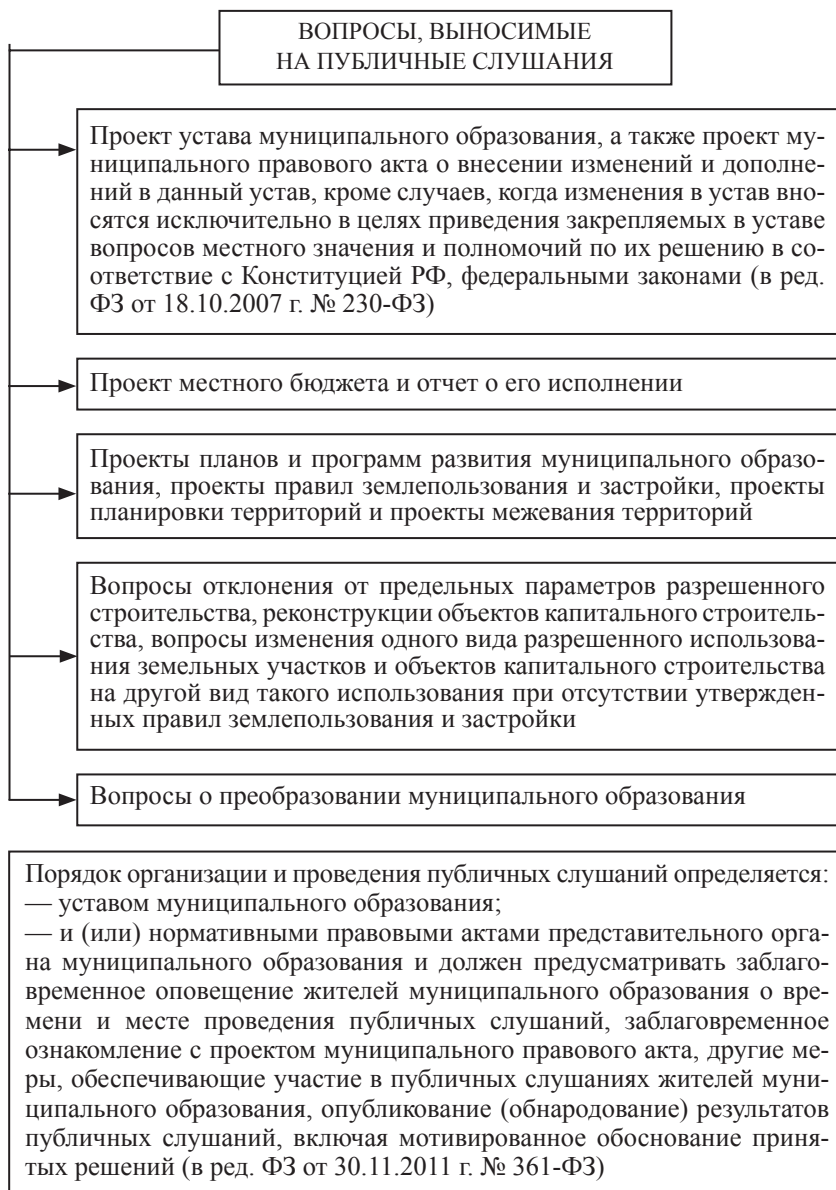 ВОПРОСЫ, ВЫНОСИМЫЕ
НА ПУБЛИЧНЫЕ СЛУШАНИЯ
Проект устава муниципального образования, а также проект му-
ниципального правового акта о внесении изменений и дополне-
ний в данный устав, кроме случаев, когда изменения в устав вно-
сятся исключительно в целях приведения закрепляемых в уставе
вопросов местного значения и полномочий по их решению в со-
ответствие с Конституцией РФ, федеральными законами (в ред.
ФЗ от 18.10.2007 г. № 230-ФЗ)
Проект местного бюджета и отчет о его исполнении
Проекты планов и программ развития муниципального образо-
вания, проекты правил землепользования и застройки, проекты
планировки территорий и проекты межевания территорий
Вопросы отклонения от предельных параметров разрешенного
строительства, реконструкции объектов капитального строитель-
ства, вопросы изменения одного вида разрешенного использова-
ния земельных участков и объектов капитального строительства
на другой вид такого использования при отсутствии утвержден-
ных правил землепользования и застройки
Вопросы о преобразовании муниципального образования
Порядок организации и проведения публичных слушаний определяется:
— уставом муниципального образования;
— и (или) нормативными правовыми актами представительного орга-
на муниципального образования и должен предусматривать заблаго-
временное оповещение жителей муниципального образования о вре-
мени и месте проведения публичных слушаний, заблаговременное
ознакомление с проектом муниципального правового акта, другие ме-
ры, обеспечивающие участие в публичных слушаниях жителей муни-
ципального образования, опубликование (обнародование) результатов
публичных слушаний, включая мотивированное обоснование приня-
тых решений (в ред. ФЗ от 30.11.2011 г. № 361-ФЗ)